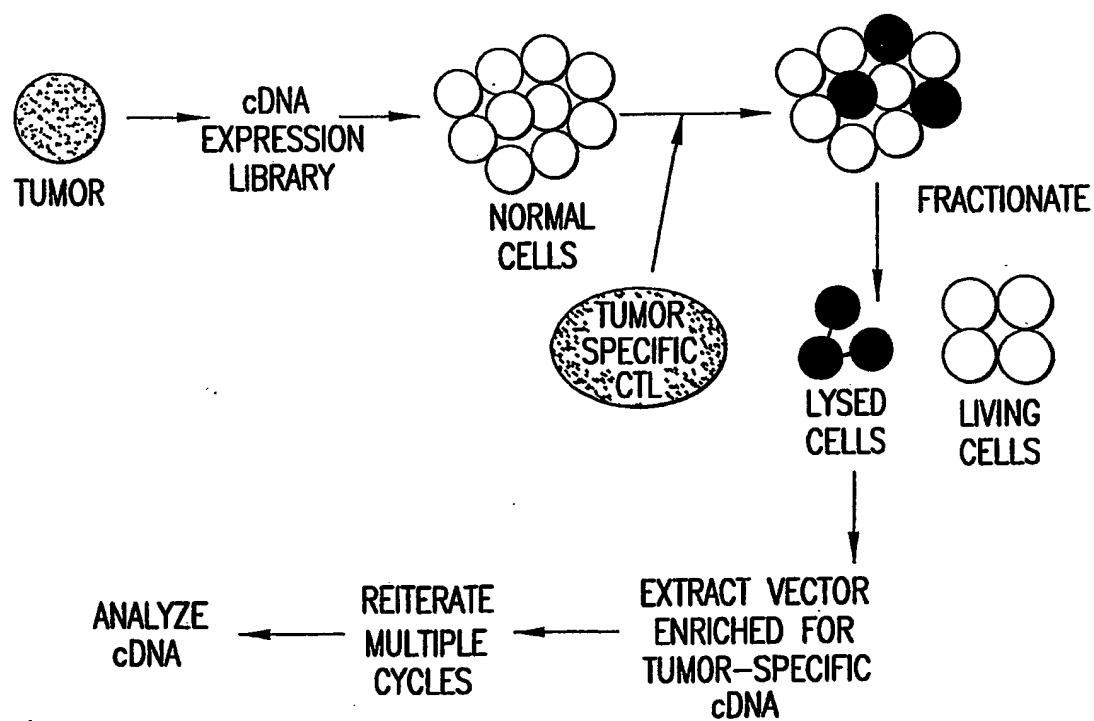 TUMOR
cDNA
EXPRESSION
LIBRARY
NORMAL
CELLS
TUMOR
SPECIFIC
CTL
FRACTIONATE
LYSED
CELLS
LIVING
CELLS
EXTRACT VECTOR
ENRICHED FOR
TUMOR-SPECIFIC
cDNA
REITERATE
MULTIPLE
CYCLES
ANALYZE
cDNA